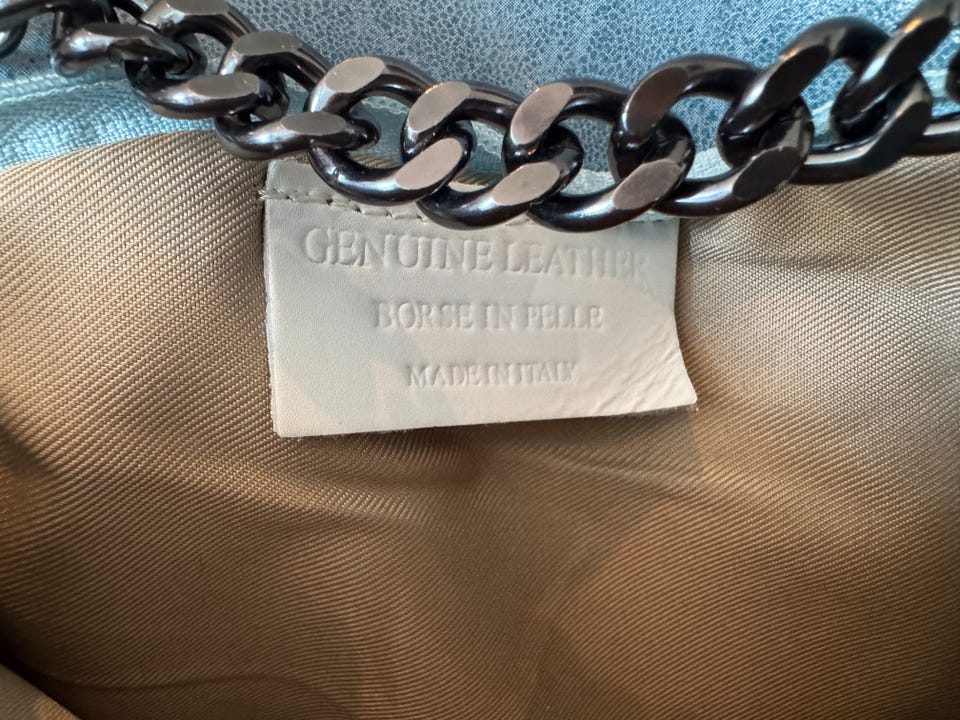 GENUINE LEATHER
BORSE IN PELLE
MADE IN ITALY